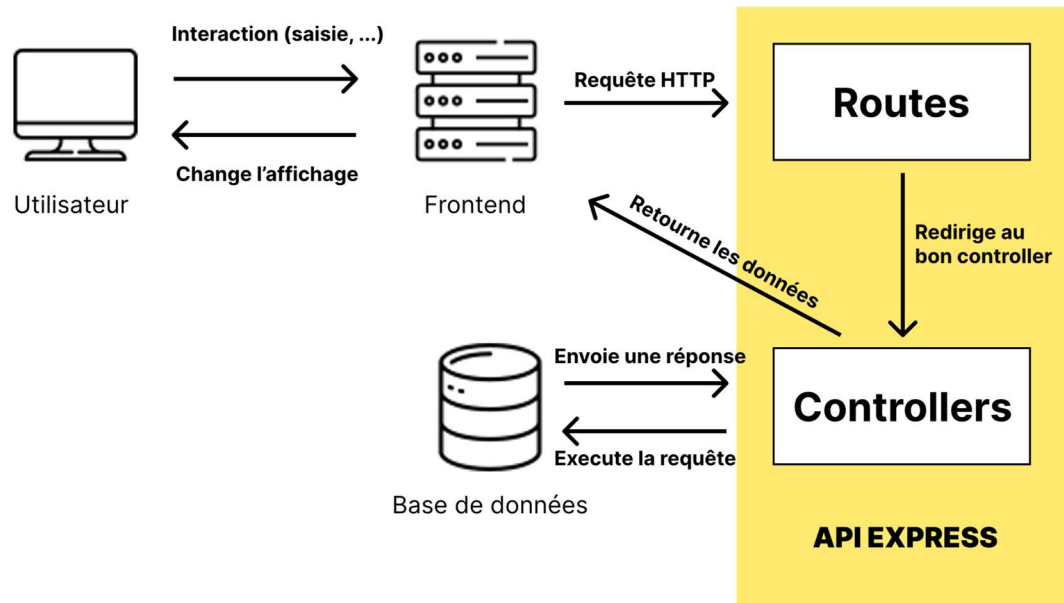 Interaction (saisie, ...)
Change l'affichage
Utilisateur
Frontend
Requête HTTP
Routes
Redirige au
bon controller
Retourne les données
Envoie une réponse
Execute la requête
Base de données
Controllers
API EXPRESS